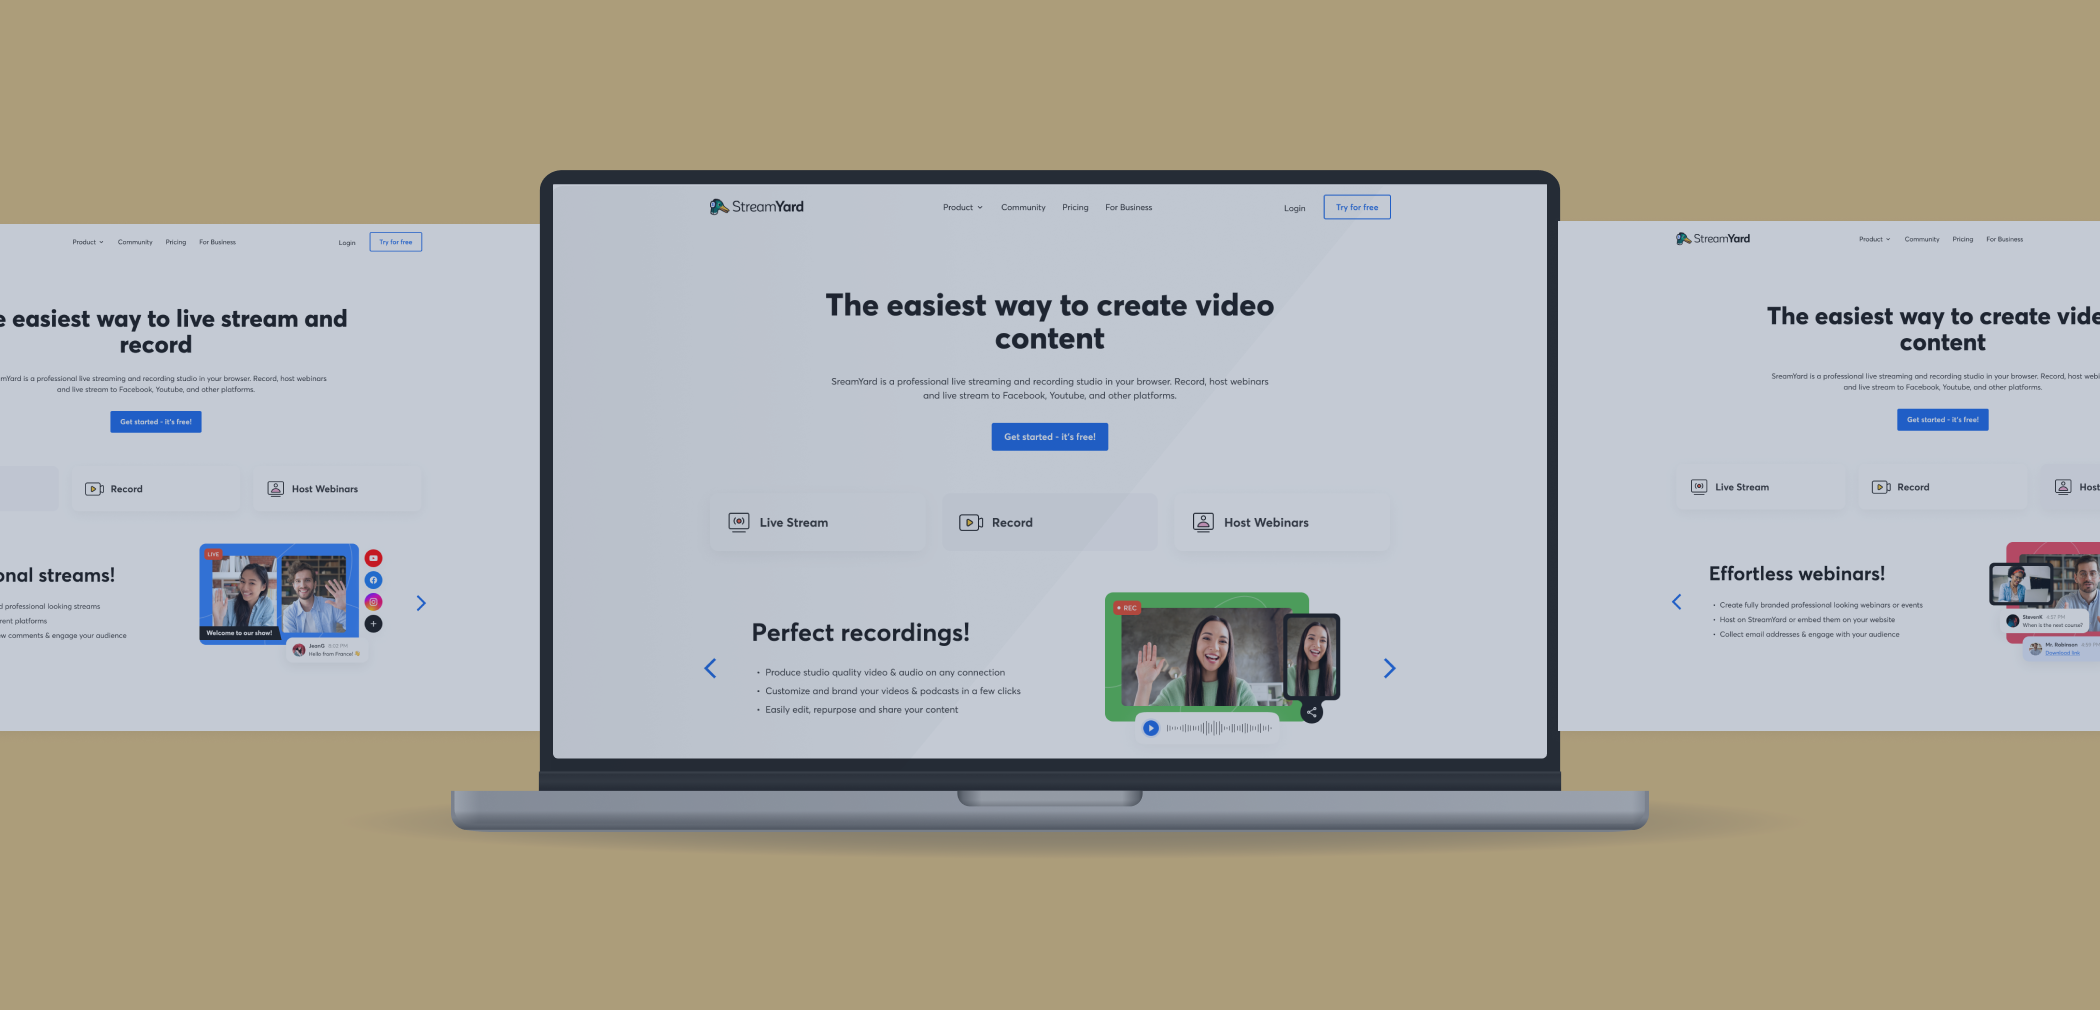 Product
Community
Pricing
For Business
Login
Try for free
easiest way to live stream and
record
is a professional live streaming and recording studio in your browser. Record, host webinars
and live stream to Facebook, Youtube, and other platforms.
Get started - it's free!
Record
Host Webinars
streams!
professional looking streams
platforms
comments & engage your audience
LIVE
Welcome to our show!
JeanG 8:02 PM
Hello from France! 👋
StreamYard
Product
Community
Pricing
For Business
Login
Try for free
The easiest way to create video
content
SreamYard is a professional live streaming and recording studio in your browser. Record, host webinars
and live stream to Facebook, Youtube, and other platforms.
Get started - it's free!
Live Stream
Record
Host Webinars
Perfect recordings!
• Produce studio quality video & audio on any connection
• Customize and brand your videos & podcasts in a few clicks
• Easily edit, repurpose and share your content
REC
StreamYard
Product
Community
Pricing
For Business
The easiest way to create
content
SreamYard is a professional live streaming and recording studio in your browser. Record, host
and live stream to Facebook, Youtube, and other platforms.
Get started - it's free!
Live Stream
Record
Host
Effortless webinars!
• Create fully branded professional looking webinars or events
• Host on StreamYard or embed them on your website
• Collect email addresses & engage with your audience
StevenK 4:57 PM
When is the next course?
Mr. Robinson 4:59 PM
Download link